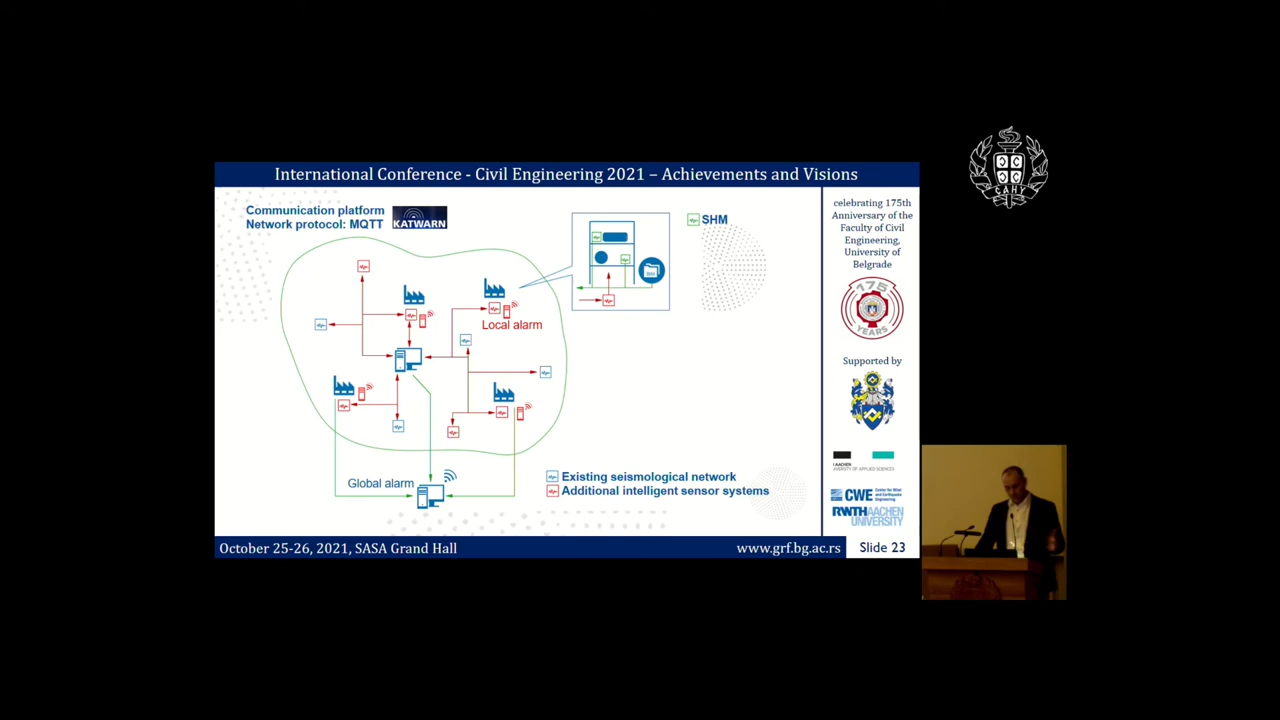 International Conference - Civil Engineering 2021 – Achievements and Visions
Communication platform
Network protocol: MQTT
KATWARN
SHM
Local alarm
Global alarm
Existing seismological network
Additional intelligent sensor systems
celebrating 175th
Anniversary of the
Faculty of Civil
Engineering,
University of
Belgrade
175
YEARS
Supported by
CWE
Center for Wind
and Earthquake
Engineering
RWTHAACHEN
UNIVERSITY
October 25-26, 2021, SASA Grand Hall
www.grf.bg.ac.rs
Slide 23
САНУ